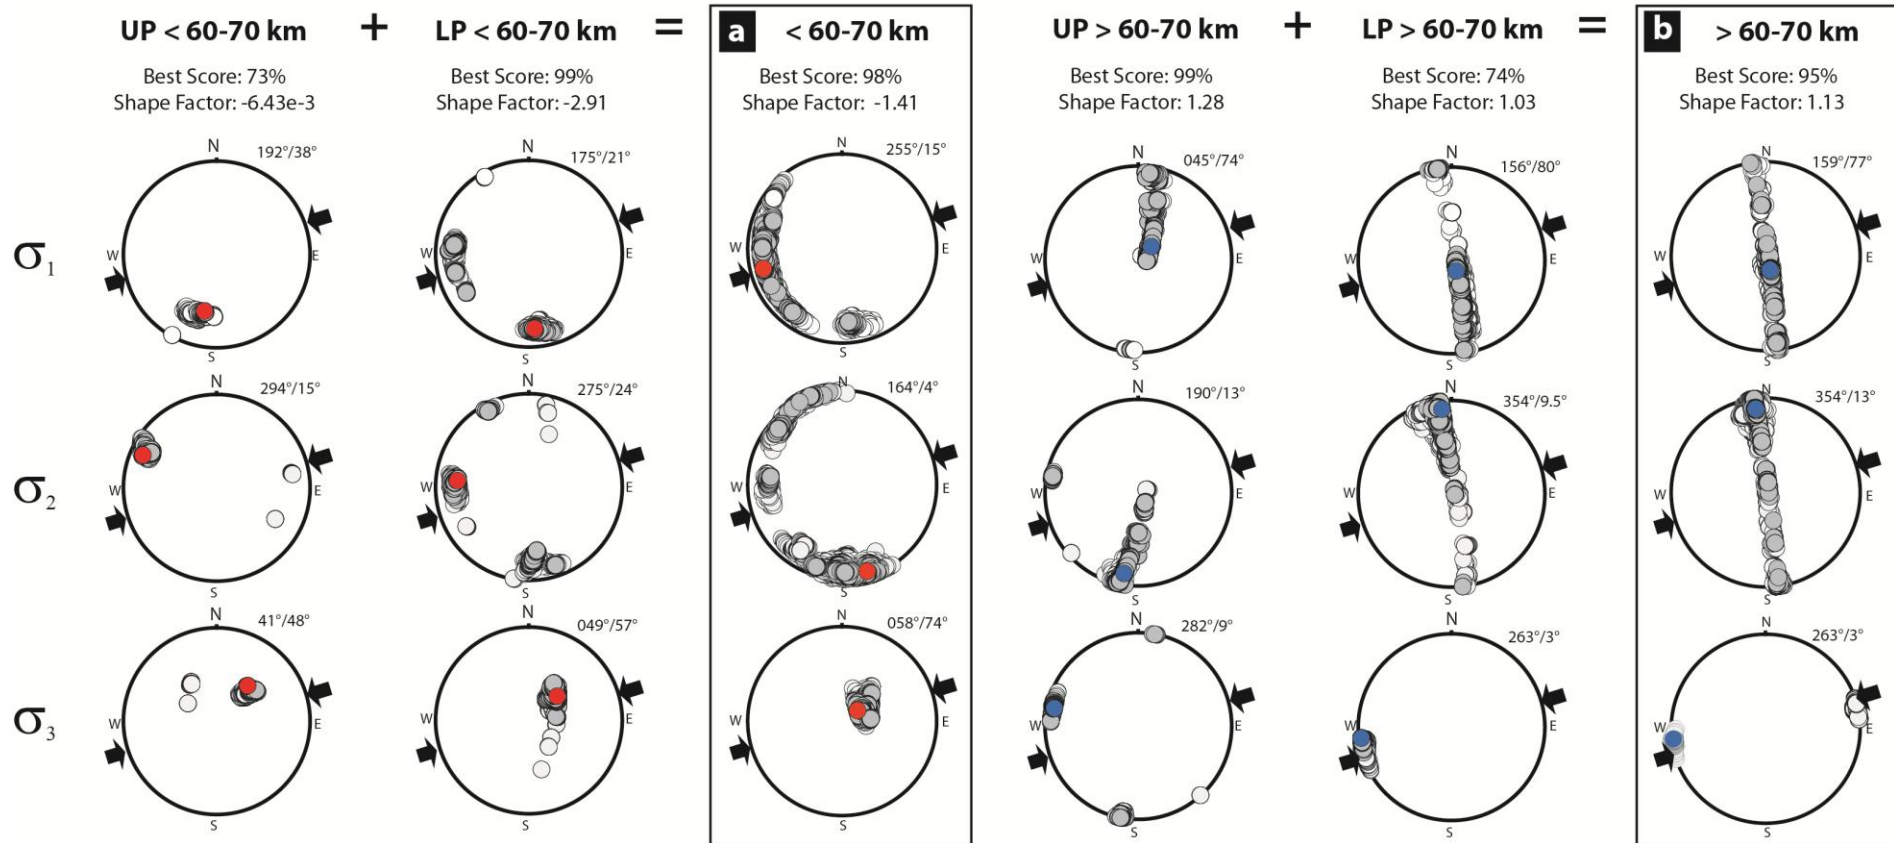 UP < 60-70 km + LP < 60-70 km = a < 60-70 km UP > 60-70 km + LP > 60-70 km = b > 60-70 km
Best Score: 73% Best Score: 99% Best Score: 98% Best Score: 99% Best Score: 74% Best Score: 95%
Shape Factor: -6.43e-3 Shape Factor: -2.91 Shape Factor: -1.41 Shape Factor: 1.28 Shape Factor: 1.03 Shape Factor: 1.13
N 192°/38° N 175°/21° N 255°/15° N 045°/74° N 156°/80° N 159°/77°
σ1 W E W E W E W E W E W E
S S S S S S
N 294°/15° N 275°/24° N 164°/4° N 190°/13° N 354°/9.5° N 354°/13°
σ2 W E W E W E W E W E W E
S S S S S S
N 41°/48° N 049°/57° N 058°/74° N 282°/9° N 263°/3° N 263°/3°
σ3 W E W E W E W E W E W E
S S S S S S